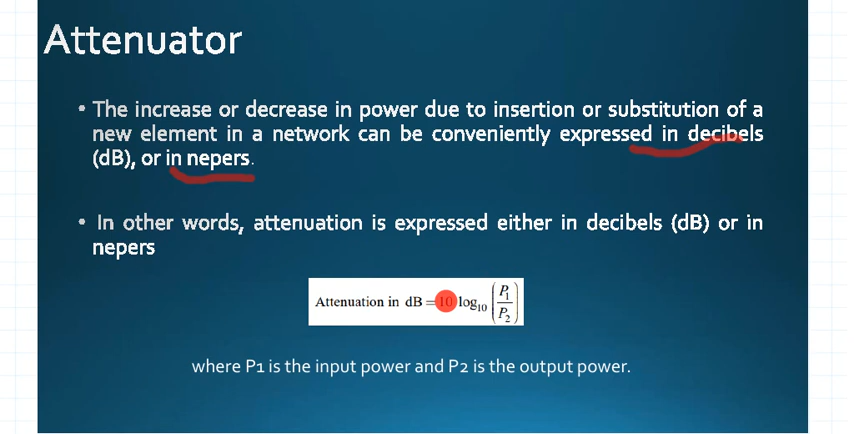 Attenuator
• The increase or decrease in power due to insertion or substitution of a
new element in a network can be conveniently expressed in decibels
(dB), or in nepers.
• In other words, attenuation is expressed either in decibels (dB) or in
nepers
Attenuation in dB = 10 log₁₀ (P₁/P₂)
where P1 is the input power and P2 is the output power.